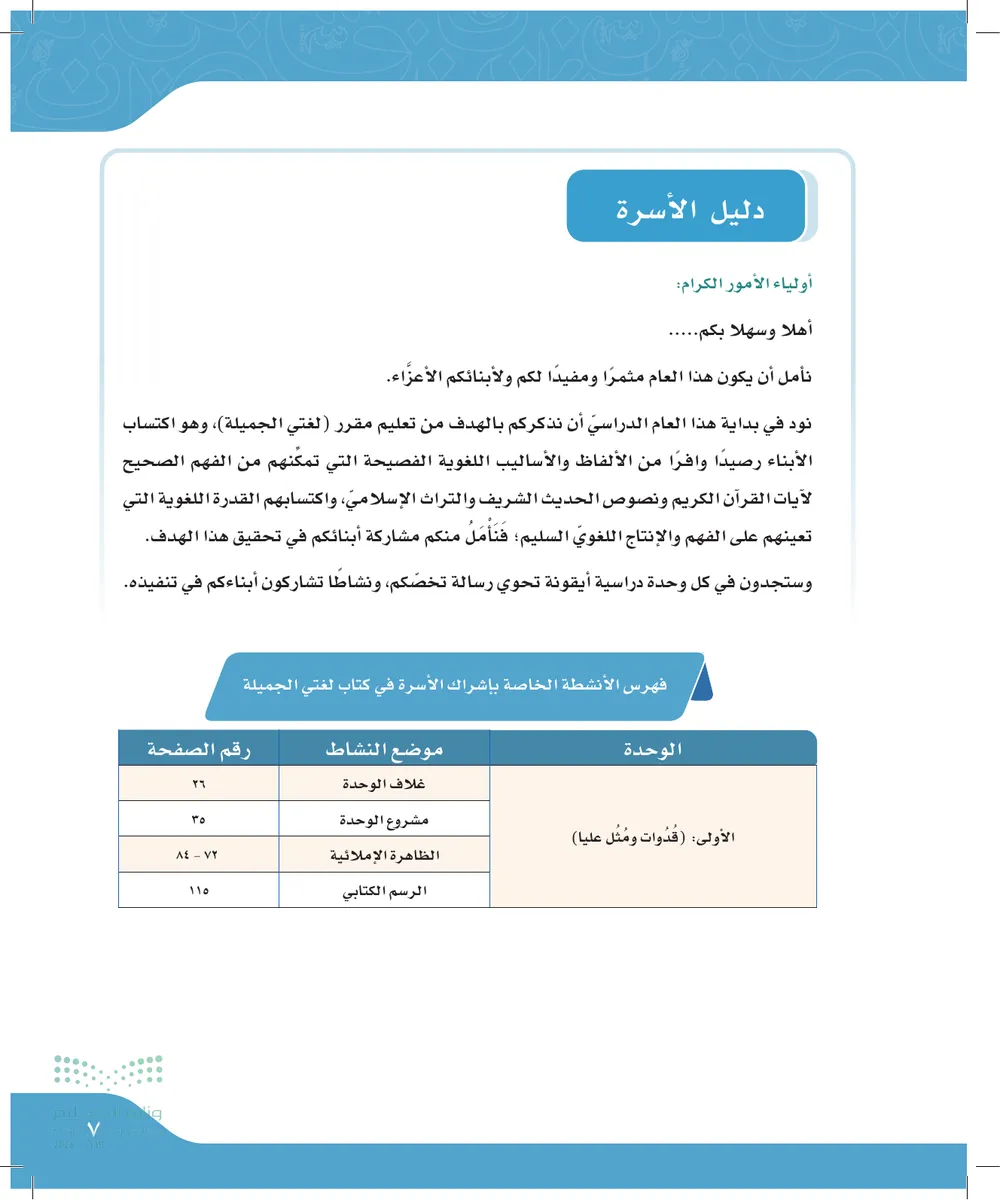 دليل الأسرة
أولياء الأمور الكرام:
أهلا وسهلا بكم.....
نأمل أن يكون هذا العام مثمرًا ومفيدًا لكم ولأبنائكم الأعزَّاء.
نود في بداية هذا العام الدراسيّ أن نذكركم بالهدف من تعليم مقرر (لغتي الجميلة)، وهو اكتساب
الأبناء رصيدًا وافرًا من الألفاظ والأساليب اللغوية الفصيحة التي تمكِّنهم من الفهم الصحيح
لآيات القرآن الكريم ونصوص الحديث الشريف والتراث الإسلاميّ، واكتسابهم القدرة اللغوية التي
تعينهم على الفهم والإنتاج اللغويّ السليم؛ فَنَأْمَلُ منكم مشاركة أبنائكم في تحقيق هذا الهدف.
وستجدون في كل وحدة دراسية أيقونة تحوي رسالة تخصّكم، ونشاطًا تشاركون أبناءكم في تنفيذه.
فهرس الأنشطة الخاصة بإشراك الأسرة في كتاب لغتي الجميلة
الوحدة موضع النشاط رقم الصفحة
غلاف الوحدة ٢٦
مشروع الوحدة ٣٥
الأولى: (قُدُوات ومُثُل عليا)
الظاهرة الإملائية ٧٢ – ٨٤
الرسم الكتابي ١١٥
٧